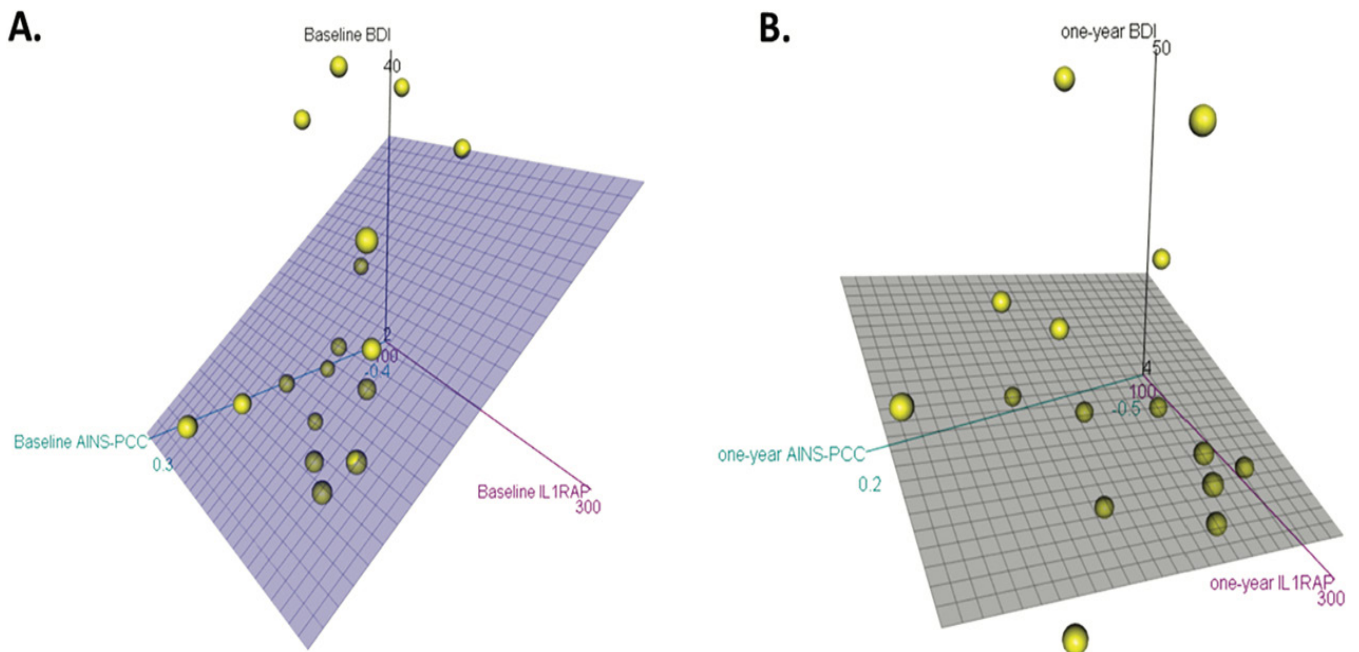 A.
Baseline BDI
40
2
100
-0.4
Baseline AINS-PCC
0.3
Baseline IL1RAP
300
B.
one-year BDI
50
4
100
-0.5
one-year AINS-PCC
0.2
one-year IL1RAP
300